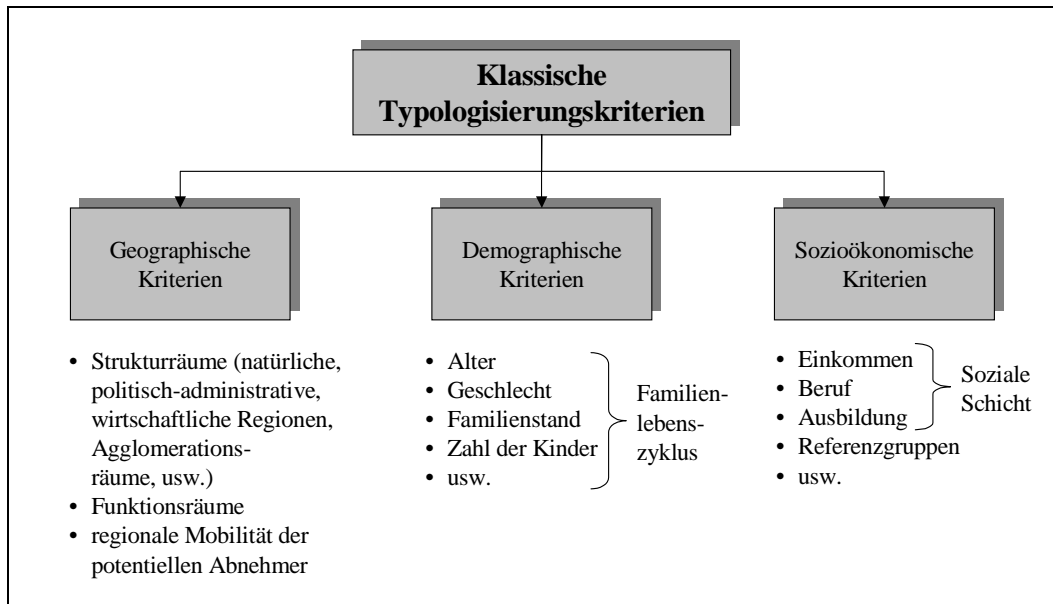 Klassische
Typologisierungskriterien
Geographische
Kriterien
Demographische
Kriterien
Sozioökonomische
Kriterien
• Strukturräume (natürliche,
politisch-administrative,
wirtschaftliche Regionen,
Agglomerations-
räume, usw.)
• Funktionsräume
• regionale Mobilität der
potentiellen Abnehmer
• Alter
• Geschlecht
• Familienstand
• Zahl der Kinder
• usw.
Familien-
lebens-
zyklus
• Einkommen
• Beruf
• Ausbildung
• Referenzgruppen
• usw.
Soziale
Schicht